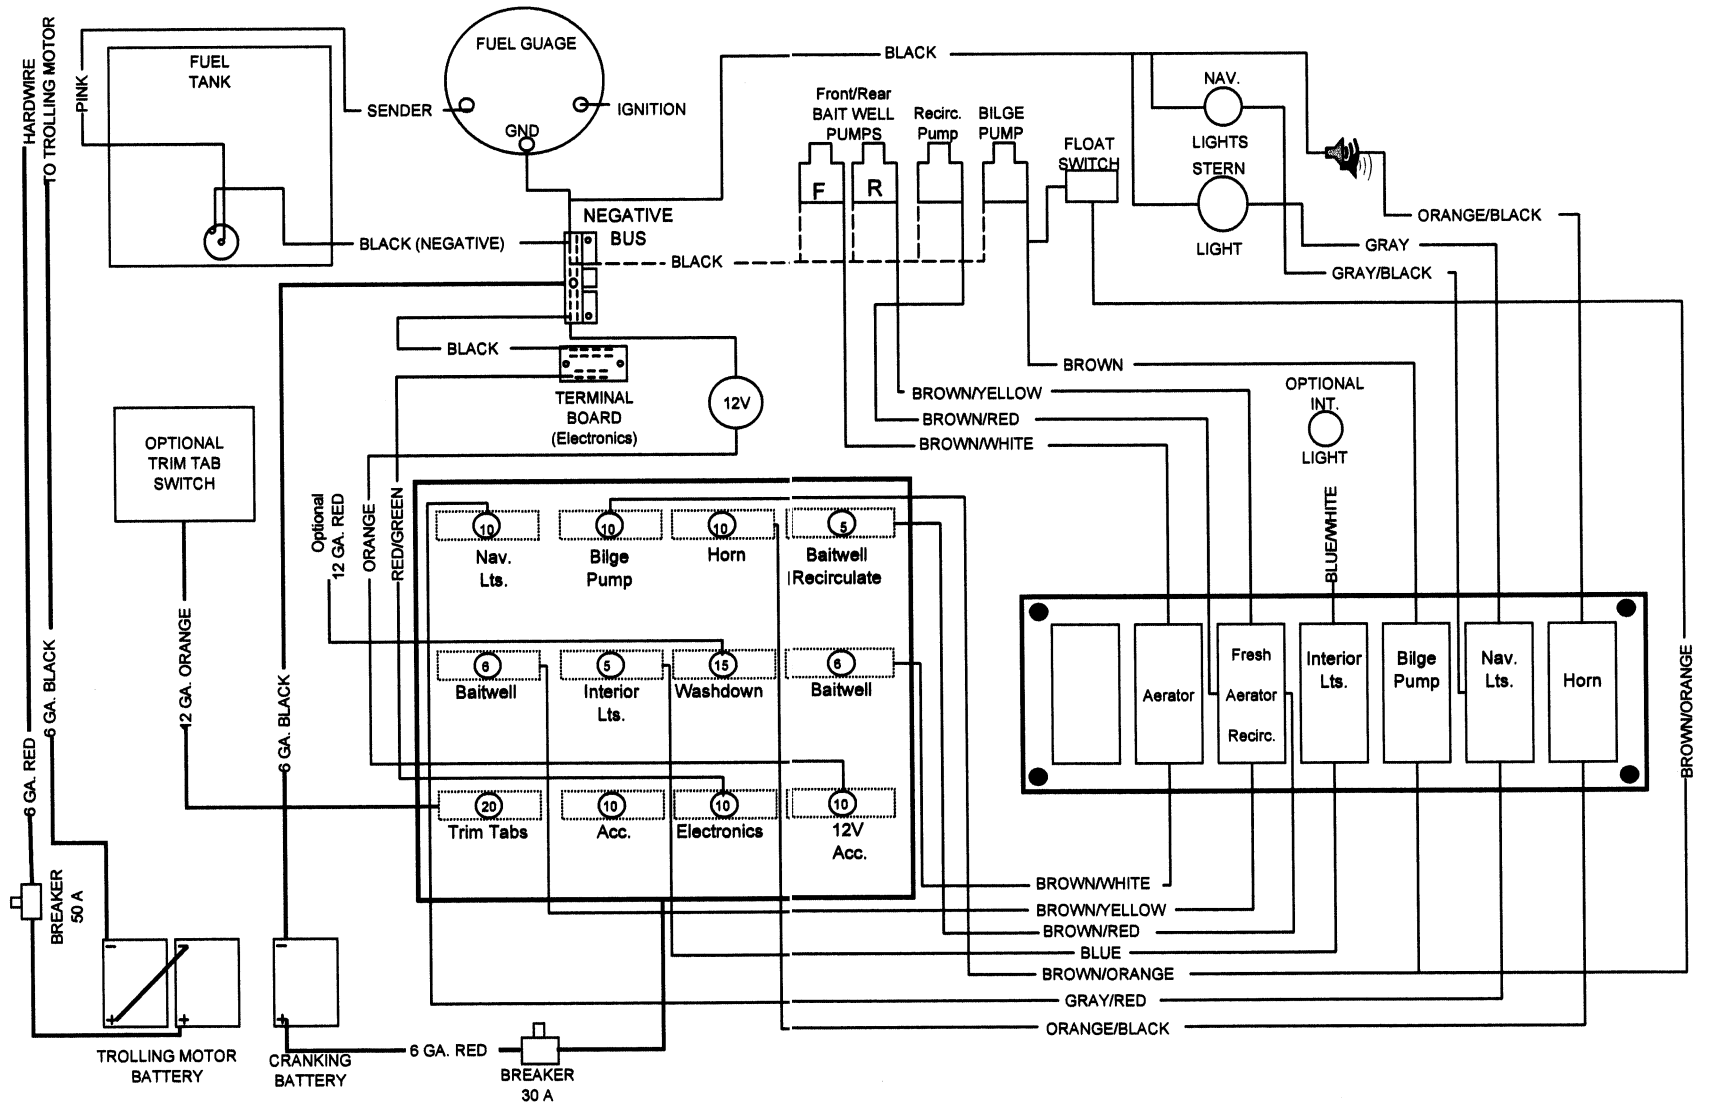 HARDWIRE
TO TROLLING MOTOR
PINK
FUEL
TANK
FUEL GUAGE
SENDER
IGNITION
GND
BLACK
NAV.
LIGHTS
STERN
LIGHT
Front/Rear
BAIT WELL
PUMPS
F
R
Recirc.
Pump
BILGE
PUMP
FLOAT
SWITCH
ORANGE/BLACK
GRAY
GRAY/BLACK
NEGATIVE
BUS
BLACK (NEGATIVE)
BLACK
BLACK
TERMINAL
BOARD
(Electronics)
12V
BROWN
BROWN/YELLOW
BROWN/RED
BROWN/WHITE
OPTIONAL
INT.
LIGHT
BLUE/WHITE
OPTIONAL
TRIM TAB
SWITCH
12 GA. ORANGE
6 GA. BLACK
Optional
12 GA. RED
ORANGE
RED/GREEN
10
Nav.
Lts.
10
Bilge
Pump
10
Horn
5
Baitwell
Recirculate
6
Baitwell
5
Interior
Lts.
15
Washdown
6
Baitwell
20
Trim Tabs
10
Acc.
10
Electronics
10
12V
Acc.
Aerator
Fresh
Aerator
Recirc.
Interior
Lts.
Bilge
Pump
Nav.
Lts.
Horn
BROWN/ORANGE
6 GA. RED
6 GA. BLACK
BREAKER
50 A
-
+
-
+
TROLLING MOTOR
BATTERY
-
+
CRANKING
BATTERY
6 GA. RED
BREAKER
30 A
BROWN/WHITE
BROWN/YELLOW
BROWN/RED
BLUE
BROWN/ORANGE
GRAY/RED
ORANGE/BLACK